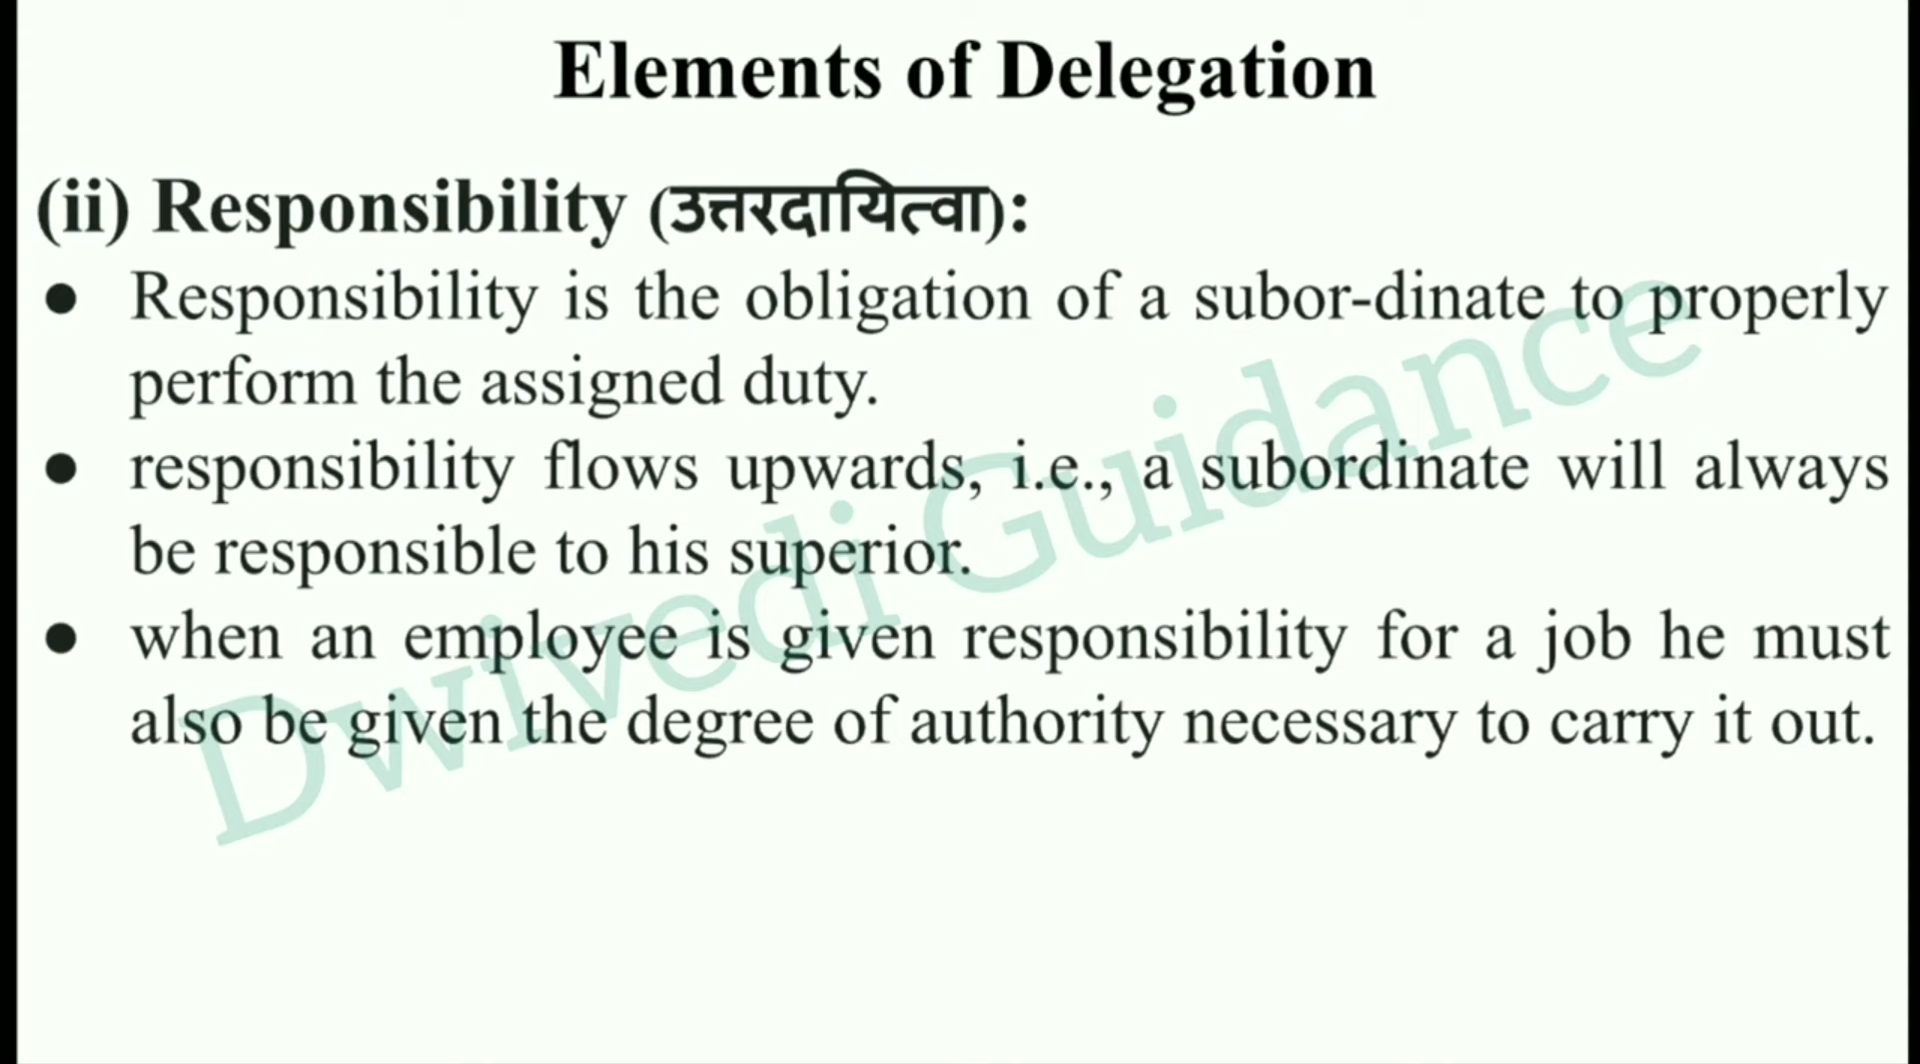 Elements of Delegation
(ii) Responsibility (उत्तरदायित्वा):
● Responsibility is the obligation of a subor-dinate to properly
perform the assigned duty.
● responsibility flows upwards, i.e., a subordinate will always
be responsible to his superior.
● when an employee is given responsibility for a job he must
also be given the degree of authority necessary to carry it out.
Dwivedi Guidance